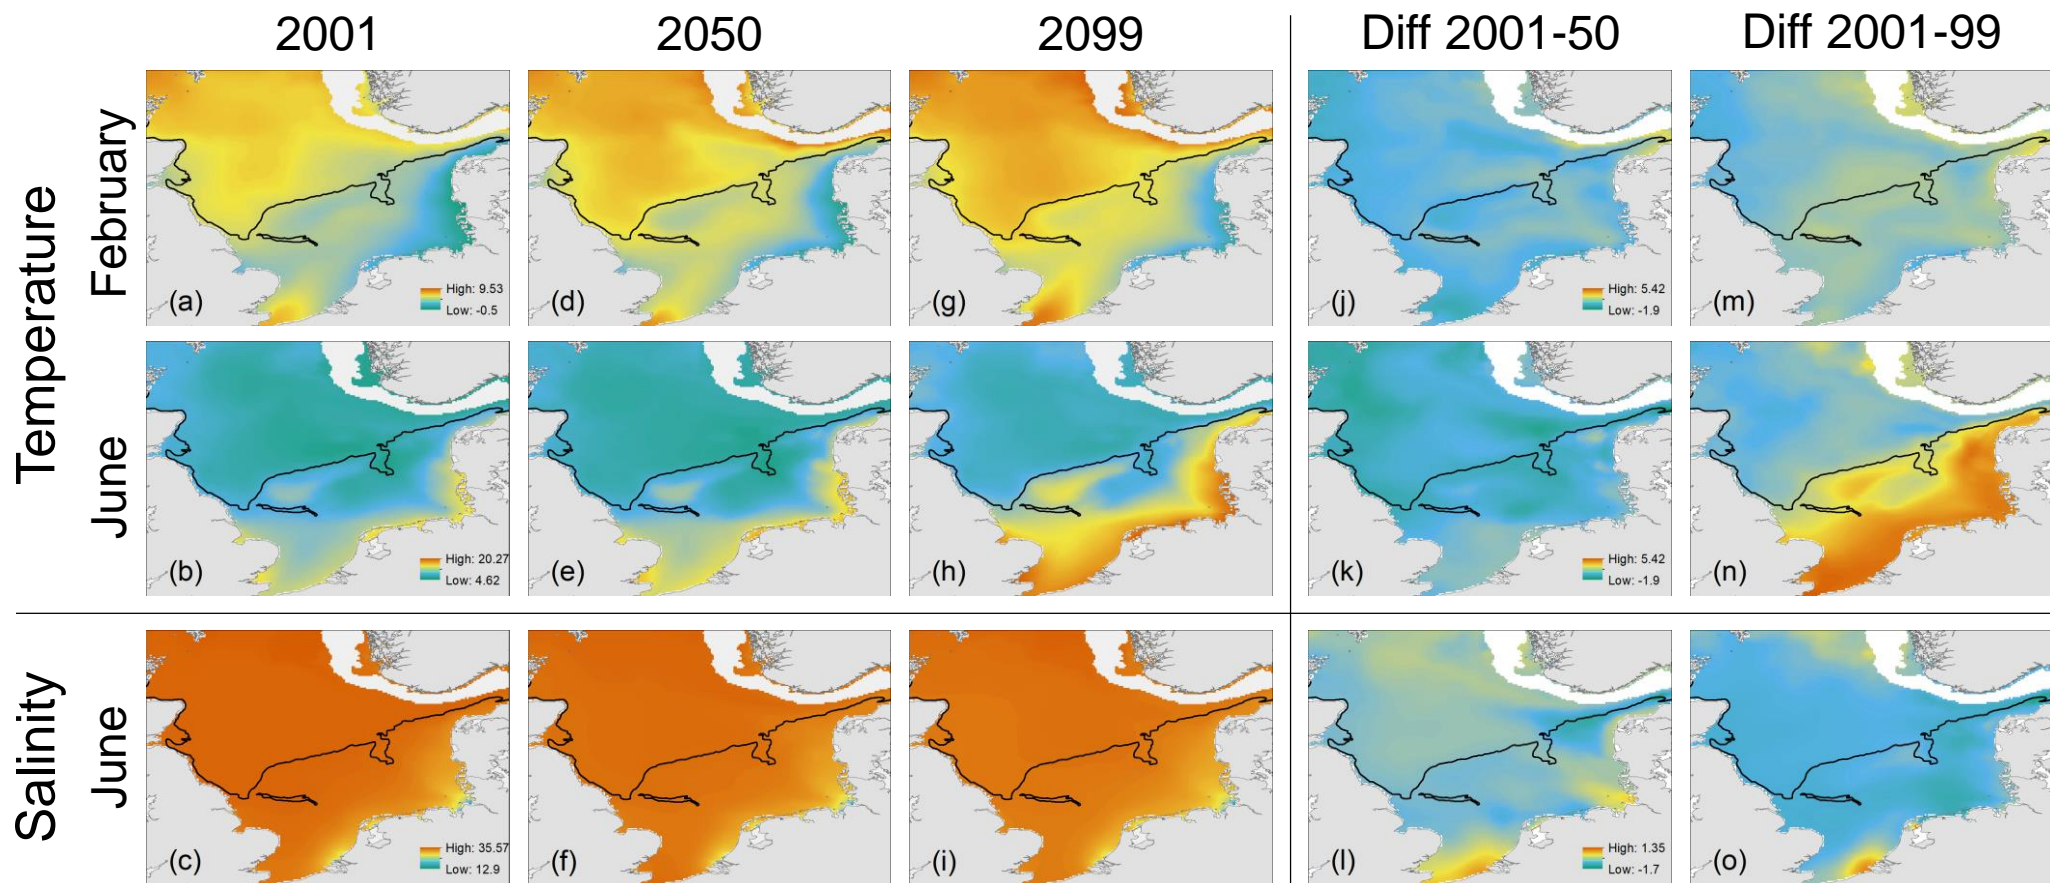 2001 2050 2099 Diff 2001-50 Diff 2001-99
Temperature
February
(a) High: 9.53 Low: -0.5
(d)
(g)
(j) High: 5.42 Low: -1.9
(m)
June
(b) High: 20.27 Low: 4.62
(e)
(h)
(k) High: 5.42 Low: -1.9
(n)
Salinity
June
(c) High: 35.57 Low: 12.9
(f)
(i)
(l) High: 1.35 Low: -1.7
(o)